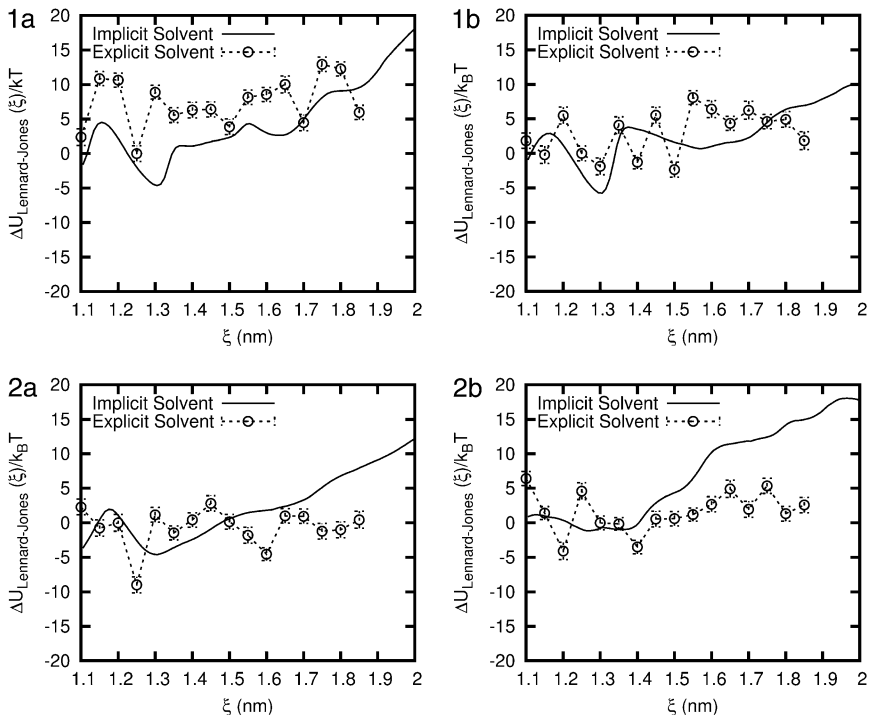 1a
ΔU_Lennard-Jones (ξ)/kT
20
15
10
5
0
-5
-10
-15
-20
Implicit Solvent
Explicit Solvent
1.1 1.2 1.3 1.4 1.5 1.6 1.7 1.8 1.9 2
ξ (nm)
1b
ΔU_Lennard-Jones (ξ)/k_BT
20
15
10
5
0
-5
-10
-15
-20
Implicit Solvent
Explicit Solvent
1.1 1.2 1.3 1.4 1.5 1.6 1.7 1.8 1.9 2
ξ (nm)
2a
ΔU_Lennard-Jones (ξ)/k_BT
20
15
10
5
0
-5
-10
-15
-20
Implicit Solvent
Explicit Solvent
1.1 1.2 1.3 1.4 1.5 1.6 1.7 1.8 1.9 2
ξ (nm)
2b
ΔU_Lennard-Jones (ξ)/k_BT
20
15
10
5
0
-5
-10
-15
-20
Implicit Solvent
Explicit Solvent
1.1 1.2 1.3 1.4 1.5 1.6 1.7 1.8 1.9 2
ξ (nm)